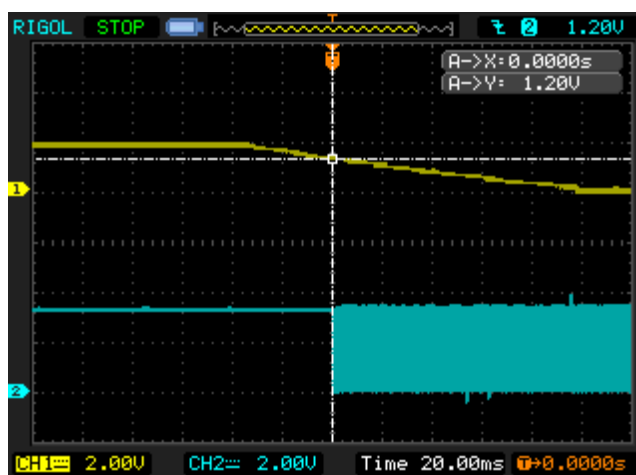 RIGOL STOP T 2 1.20V
T
A->X:0.0000s
A->Y: 1.20V
1
2
CH1 2.00V CH2 2.00V Time 20.00ms T→0.0000s